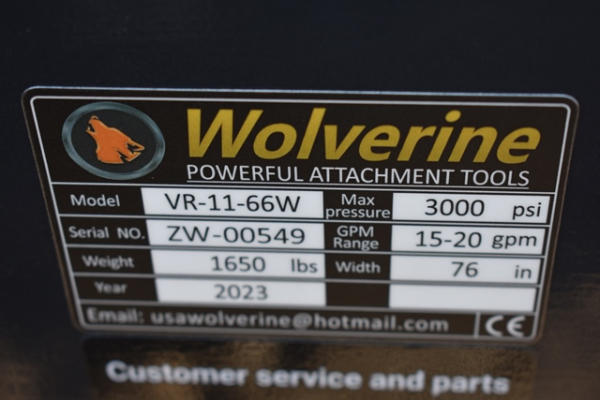 Wolverine
POWERFUL ATTACHMENT TOOLS
Model VR-11-66W Max pressure 3000 psi
Serial NO. ZW-00549 GPM Range 15-20 gpm
Weight 1650 lbs Width 76 in
Year 2023
Email: usawolverine@hotmail.com CE
Customer service and parts